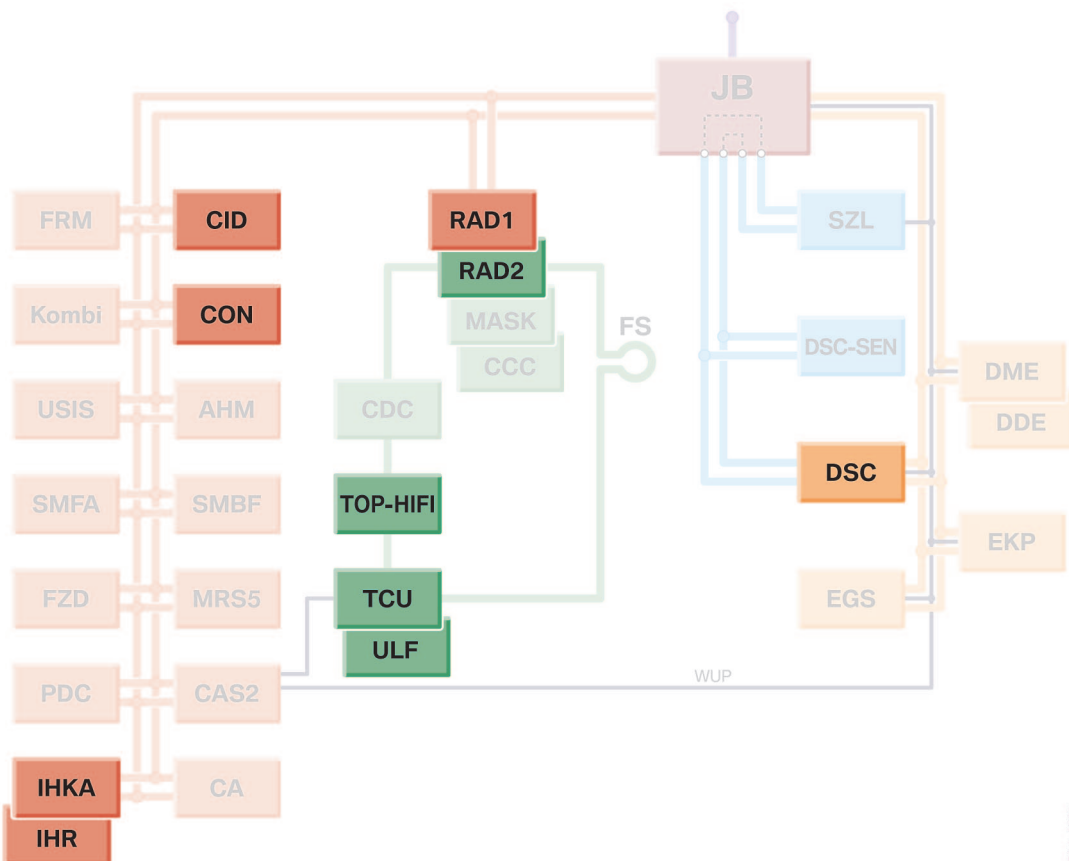 JB
FRM
CID
RAD1
SZL
RAD2
Kombi
CON
MASK
FS
DSC-SEN
CCC
DME
USIS
AHM
CDC
DDE
DSC
SMFA
SMBF
TOP-HIFI
EKP
FZD
MRS5
TCU
EGS
ULF
PDC
CAS2
WUP
IHKA
CA
IHR